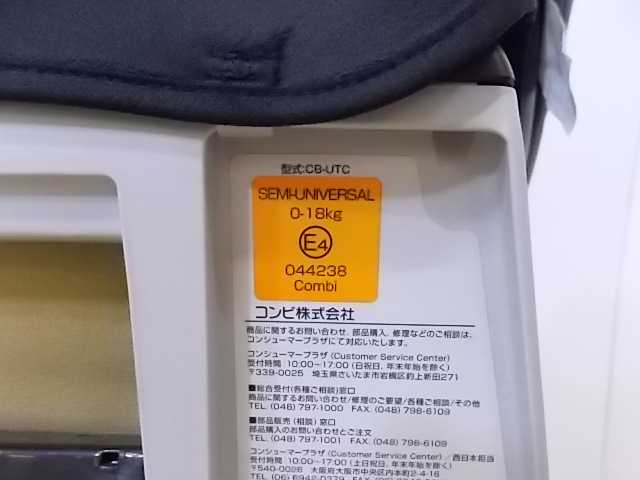 型式:CB-UTC
SEMI-UNIVERSAL
0-18kg
E4
044238
Combi
コンビ株式会社
商品に関するお問い合わせ、部品購入、修理などのご相談は、
コンシューマープラザにて対応いたします。
コンシューマープラザ (Customer Service Center)
受付時間 10:00~17:00 (日祝日、年末年始を除く)
〒339-0025 埼玉県さいたま市岩槻区釣上新田271
■総合受付(各種ご相談)窓口
商品に関するお問い合わせ/修理のご要望/各種ご相談/その他
TEL. (048) 797-1000 FAX. (048) 798-6109
■部品販売(相談)窓口
部品購入のお問い合わせとご注文
TEL. (048) 797-1001 FAX. (048) 798-6109
コンシューマープラザ (Customer Service Center)/西日本担当
受付時間 10:00~17:00 (土日祝日、年末年始を除く)
〒540-0026 大阪府大阪市中央区内本町2-4-16
TEL. (06) 6942-0379